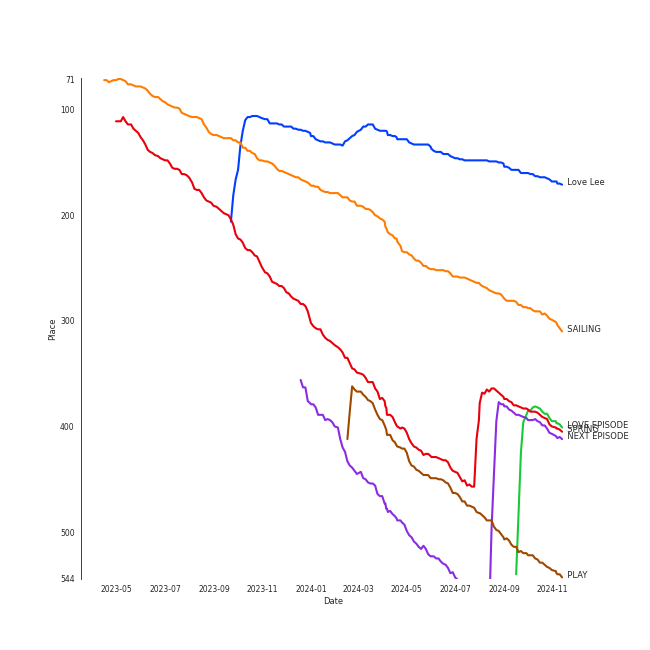 71
100
200
300
400
500
544
Place
2023-05
2023-07
2023-09
2023-11
2024-01
2024-03
2024-05
2024-07
2024-09
2024-11
Date
Love Lee
SAILING
LOVE EPISODE
SPRING
NEXT EPISODE
PLAY